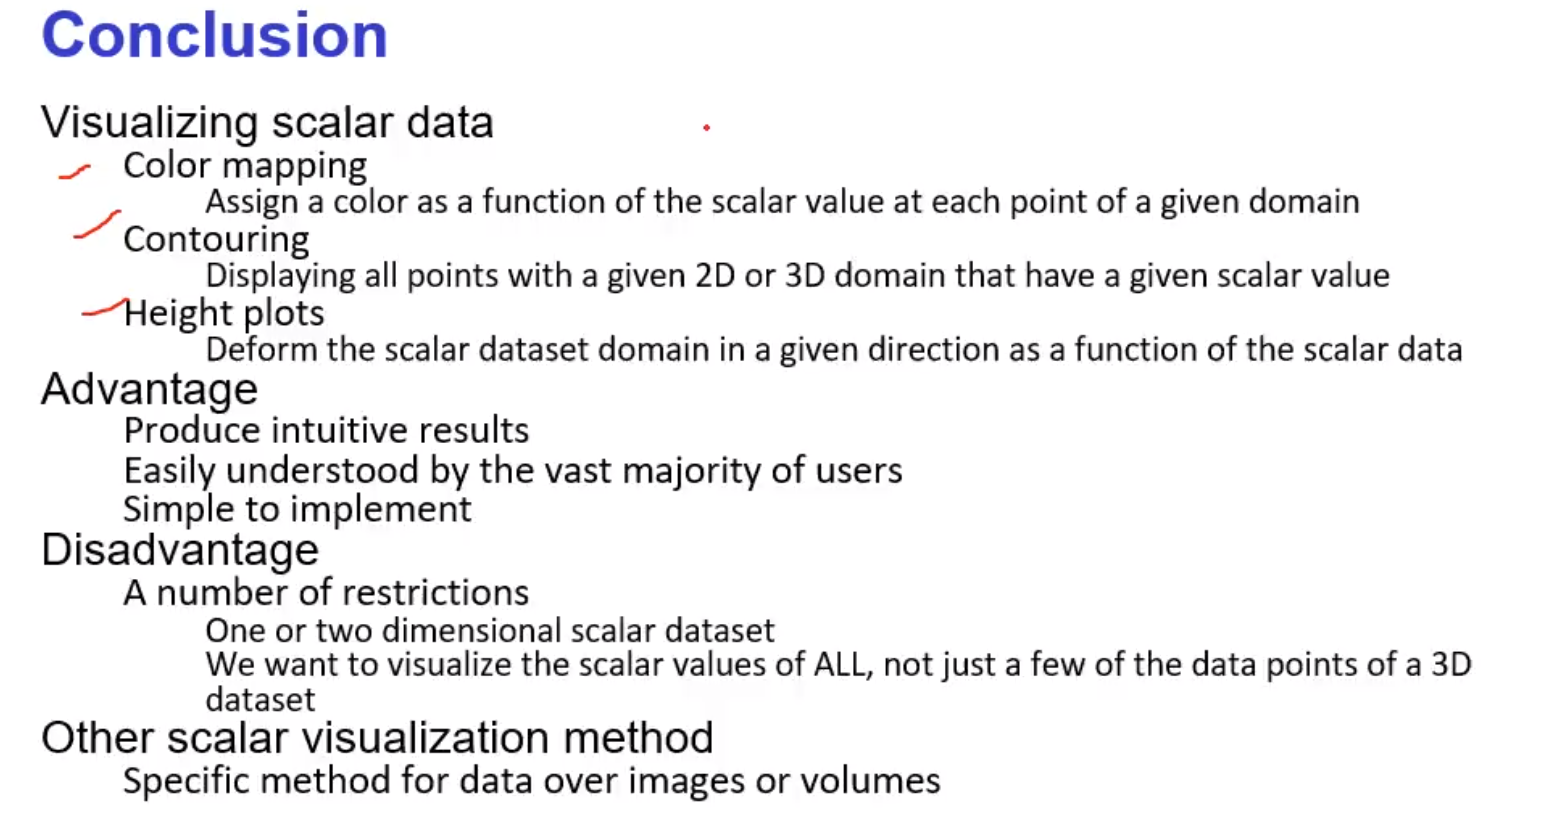 Conclusion
Visualizing scalar data
Color mapping
Assign a color as a function of the scalar value at each point of a given domain
Contouring
Displaying all points with a given 2D or 3D domain that have a given scalar value
Height plots
Deform the scalar dataset domain in a given direction as a function of the scalar data
Advantage
Produce intuitive results
Easily understood by the vast majority of users
Simple to implement
Disadvantage
A number of restrictions
One or two dimensional scalar dataset
We want to visualize the scalar values of ALL, not just a few of the data points of a 3D
dataset
Other scalar visualization method
Specific method for data over images or volumes